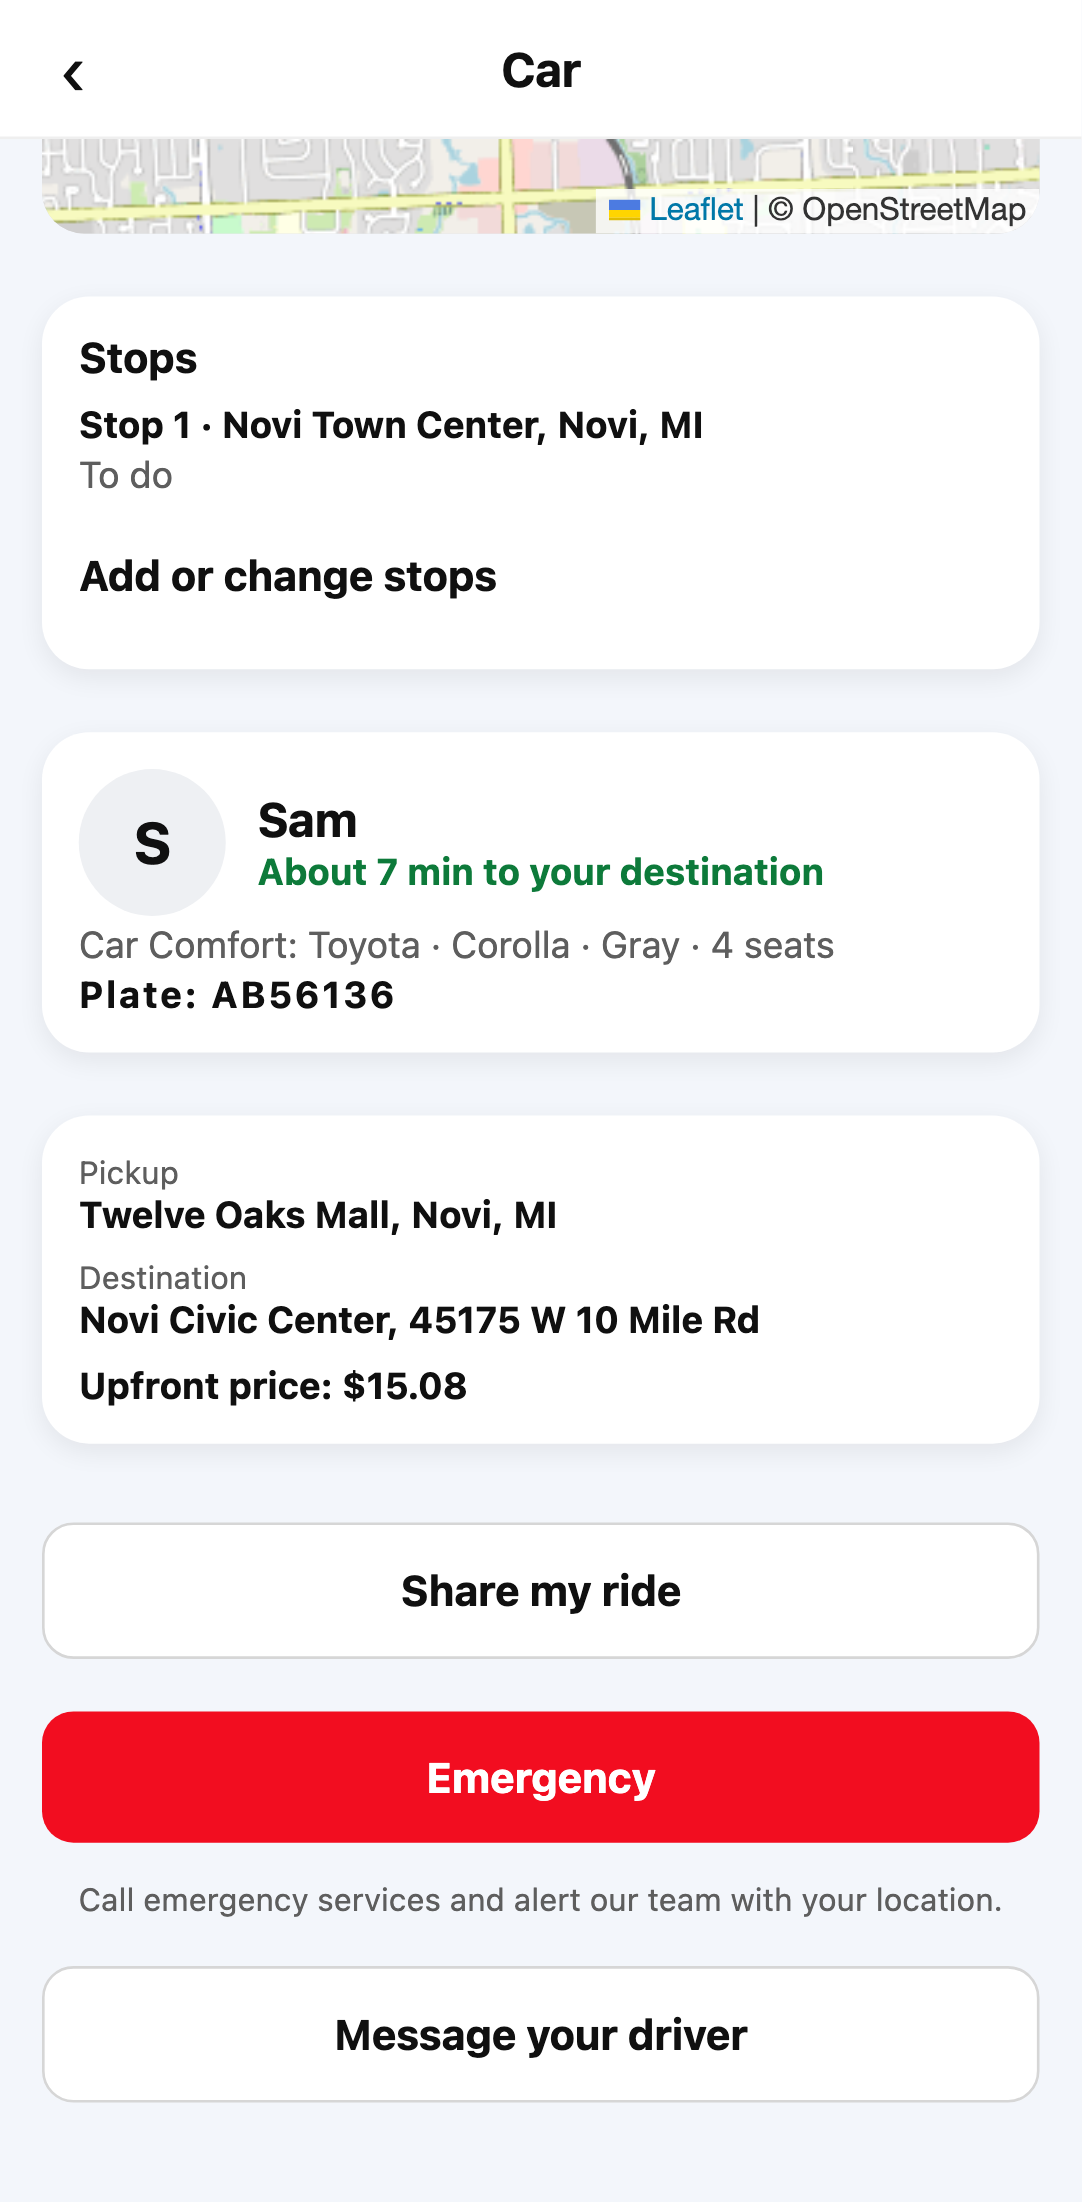 Car
Leaflet | © OpenStreetMap
Stops
Stop 1 · Novi Town Center, Novi, MI
To do
Add or change stops
S
Sam
About 7 min to your destination
Car Comfort: Toyota · Corolla · Gray · 4 seats
Plate: AB56136
Pickup
Twelve Oaks Mall, Novi, MI
Destination
Novi Civic Center, 45175 W 10 Mile Rd
Upfront price: $15.08
Share my ride
Emergency
Call emergency services and alert our team with your location.
Message your driver